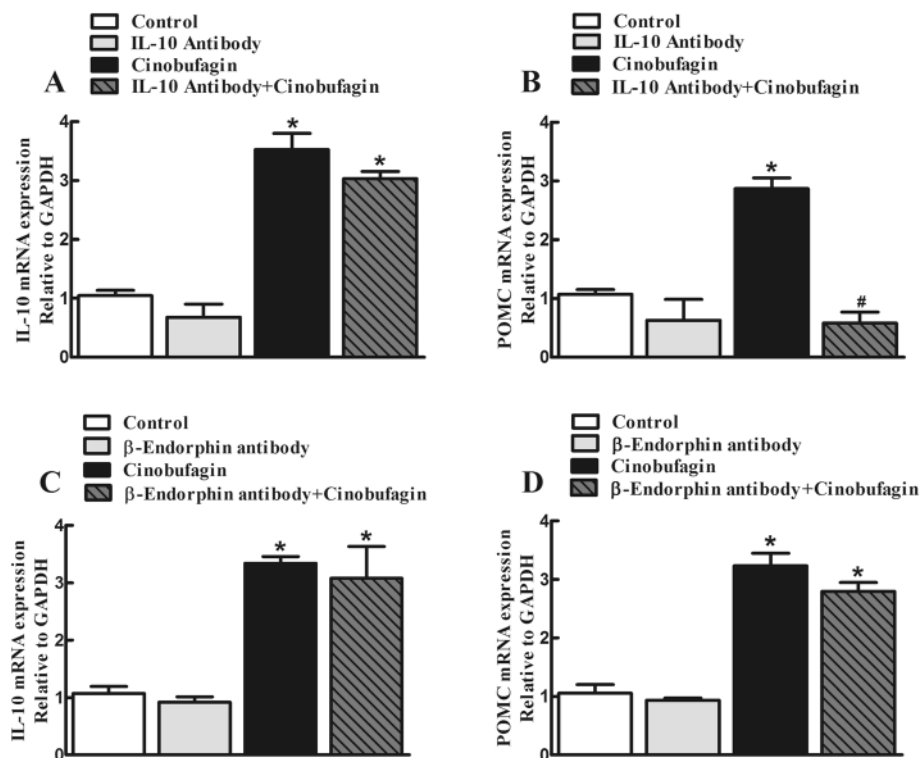 Control
IL-10 Antibody
Cinobufagin
IL-10 Antibody+Cinobufagin
A
IL-10 mRNA expression
Relative to GAPDH
4
3
2
1
0
*
*
Control
IL-10 Antibody
Cinobufagin
IL-10 Antibody+Cinobufagin
B
POMC mRNA expression
Relative to GAPDH
4
3
2
1
0
*
#
Control
β-Endorphin antibody
Cinobufagin
β-Endorphin antibody+Cinobufagin
C
IL-10 mRNA expression
Relative to GAPDH
4
3
2
1
0
*
*
Control
β-Endorphin antibody
Cinobufagin
β-Endorphin antibody+Cinobufagin
D
POMC mRNA expression
Relative to GAPDH
4
3
2
1
0
*
*